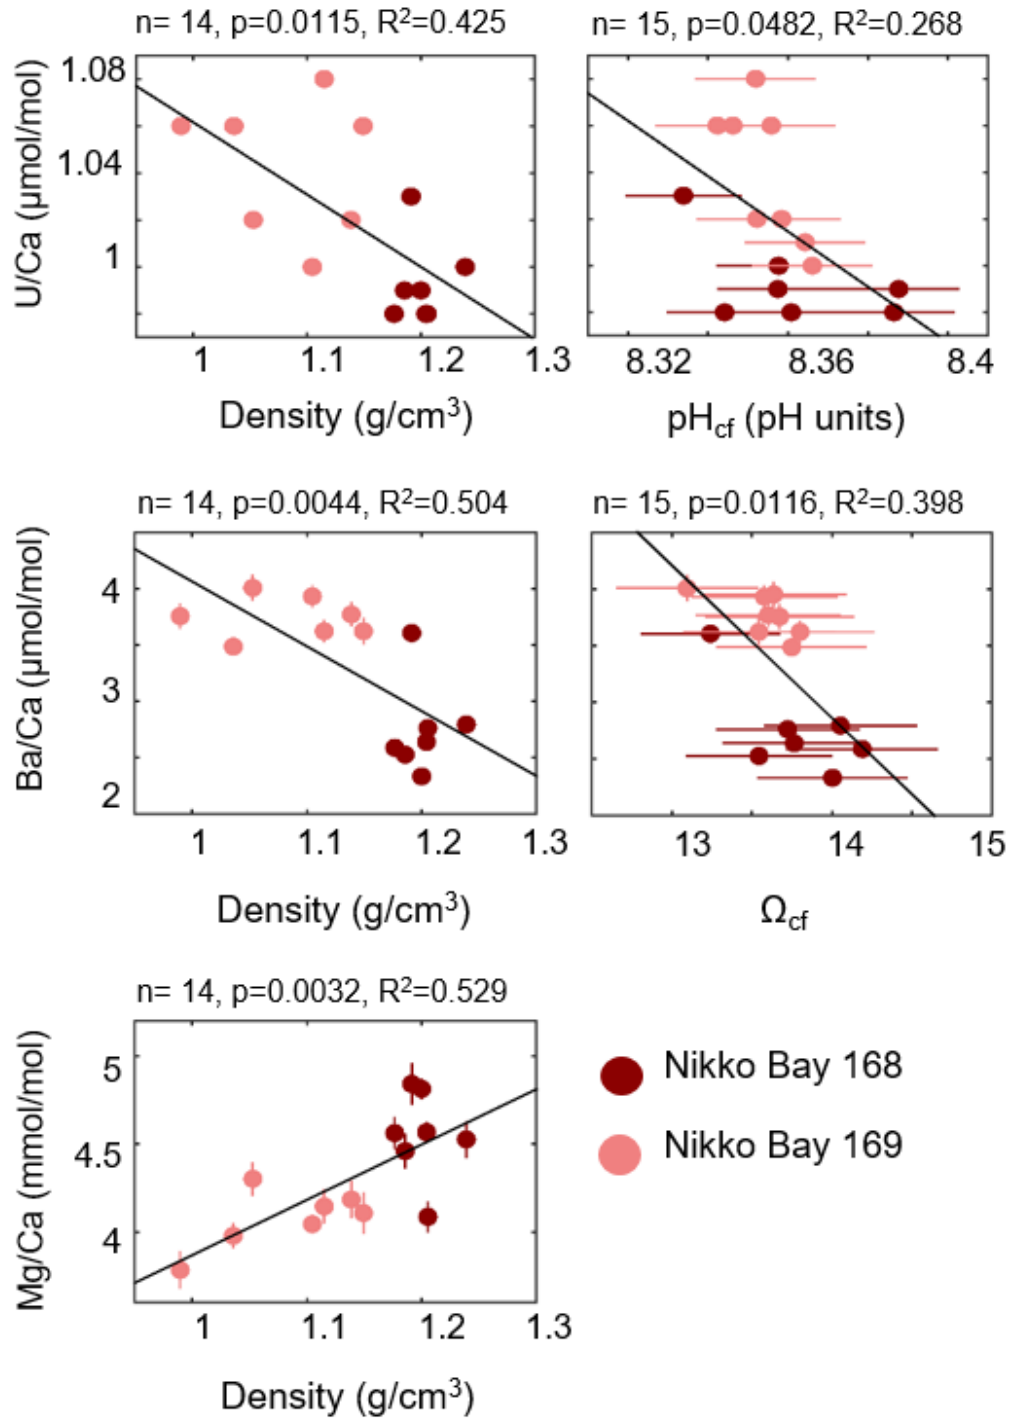 n= 14, p=0.0115, R²=0.425
n= 15, p=0.0482, R²=0.268
U/Ca (µmol/mol)
1.08
1.04
1
1 1.1 1.2 1.3
Density (g/cm³)
8.32 8.36 8.4
pHcf (pH units)
n= 14, p=0.0044, R²=0.504
n= 15, p=0.0116, R²=0.398
Ba/Ca (µmol/mol)
4
3
2
1 1.1 1.2 1.3
Density (g/cm³)
13 14 15
Ωcf
n= 14, p=0.0032, R²=0.529
Mg/Ca (mmol/mol)
5
4.5
4
1 1.1 1.2 1.3
Density (g/cm³)
Nikko Bay 168
Nikko Bay 169